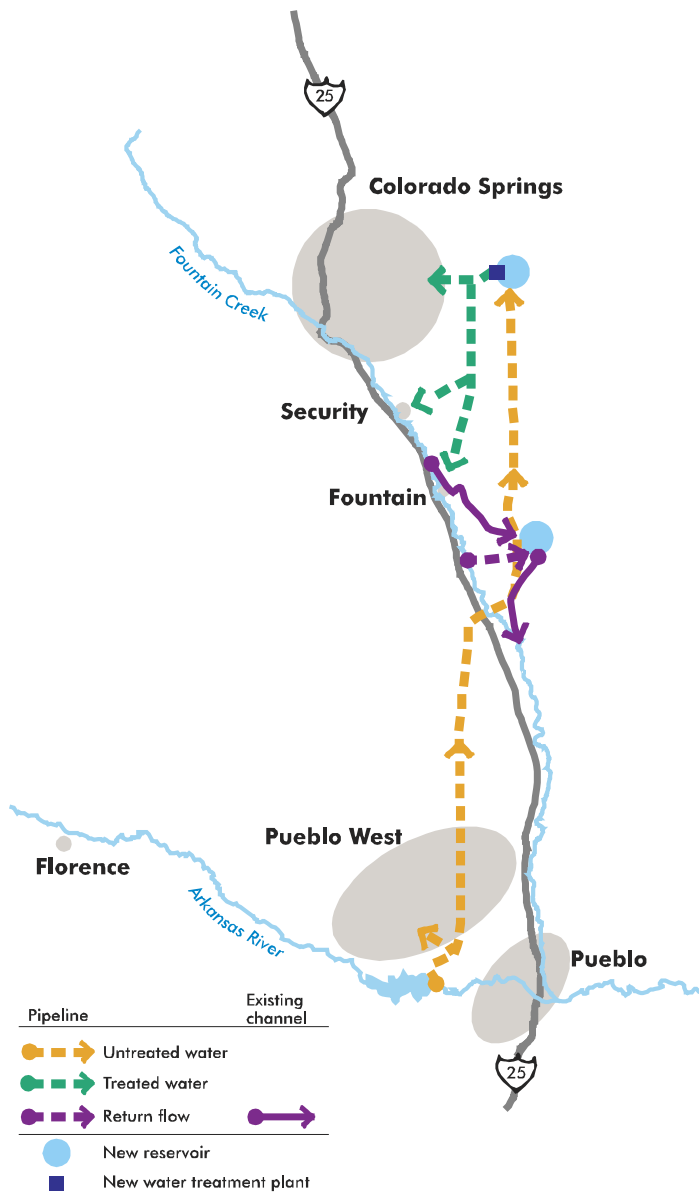 25
Colorado Springs
Fountain Creek
Security
Fountain
Pueblo West
Florence
Arkansas River
Pueblo
Pipeline
Existing
channel
Untreated water
Treated water
Return flow
New reservoir
New water treatment plant
25